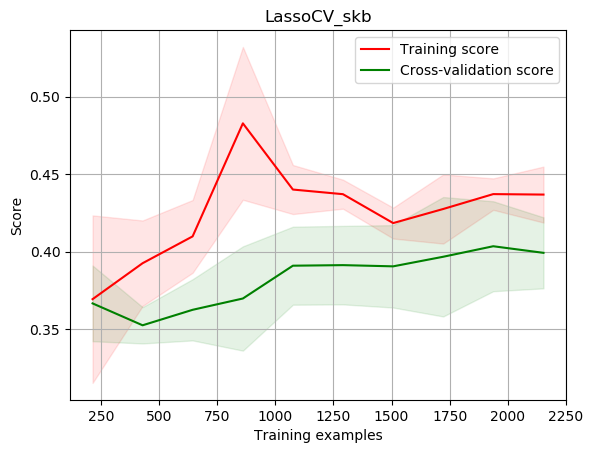 LassoCV_skb
Training score
Cross-validation score
0.50
0.45
0.40
0.35
Score
250
500
750
1000
1250
1500
1750
2000
2250
Training examples